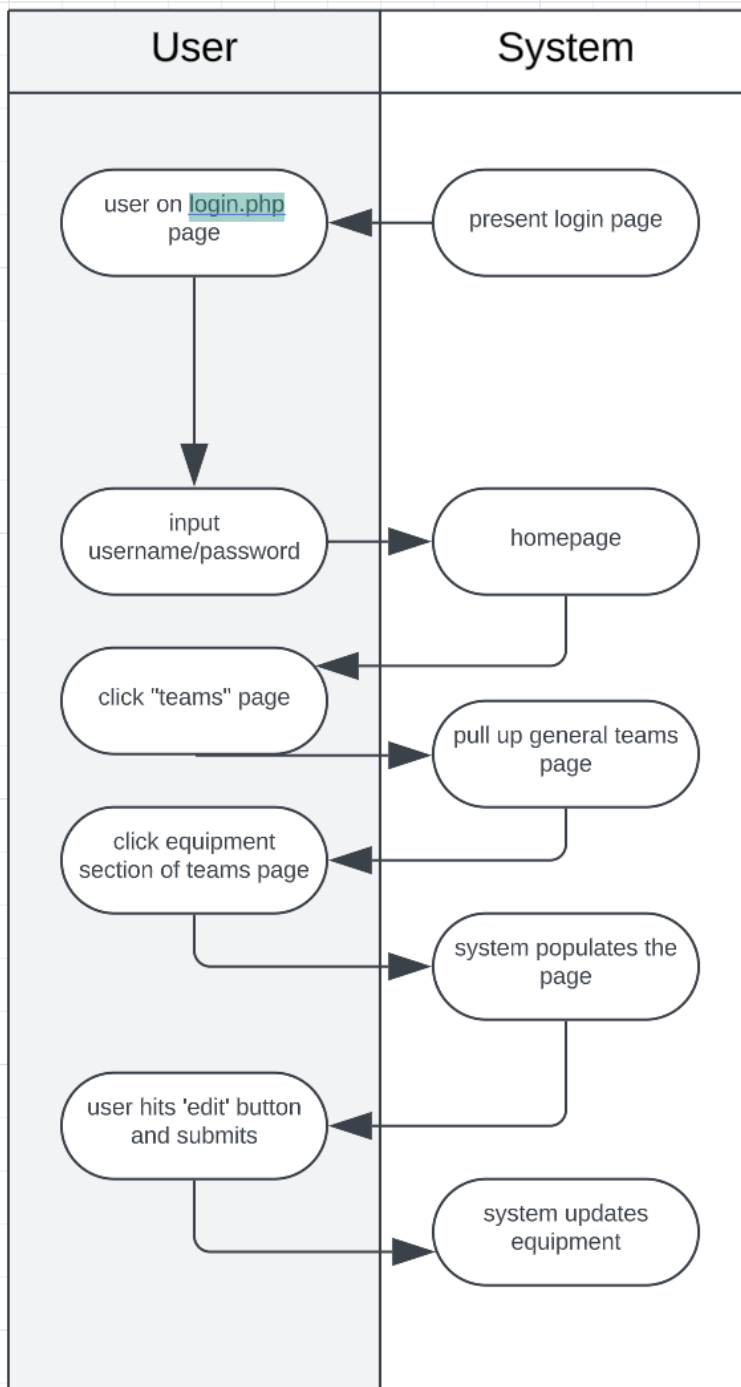 User
System
user on login.php
page
present login page
input
username/password
homepage
click "teams" page
pull up general teams
page
click equipment
section of teams page
system populates the
page
user hits 'edit' button
and submits
system updates
equipment